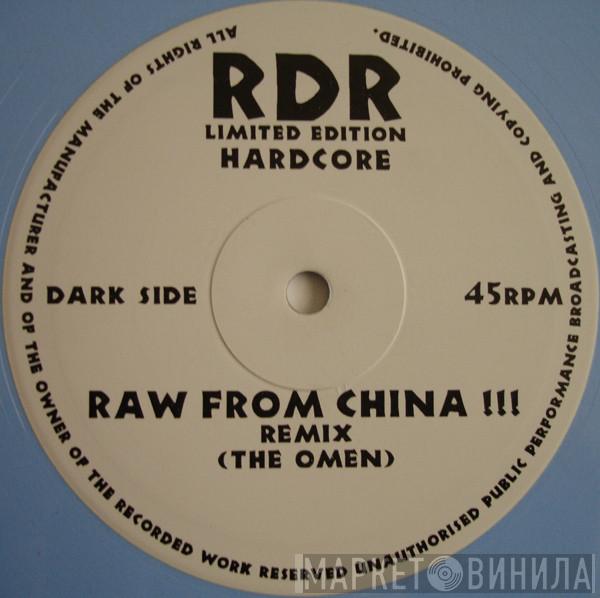 RDR
LIMITED EDITION
HARDCORE
DARK SIDE
45RPM
RAW FROM CHINA !!!
REMIX
(THE OMEN)
ALL RIGHTS OF THE MANUFACTURER AND OF THE OWNER OF THE RECORDED WORK RESERVED UNAUTHORISED PUBLIC PERFORMANCE BROADCASTING AND COPYING PROHIBITED.
МАРКЕТ ВИНИЛА